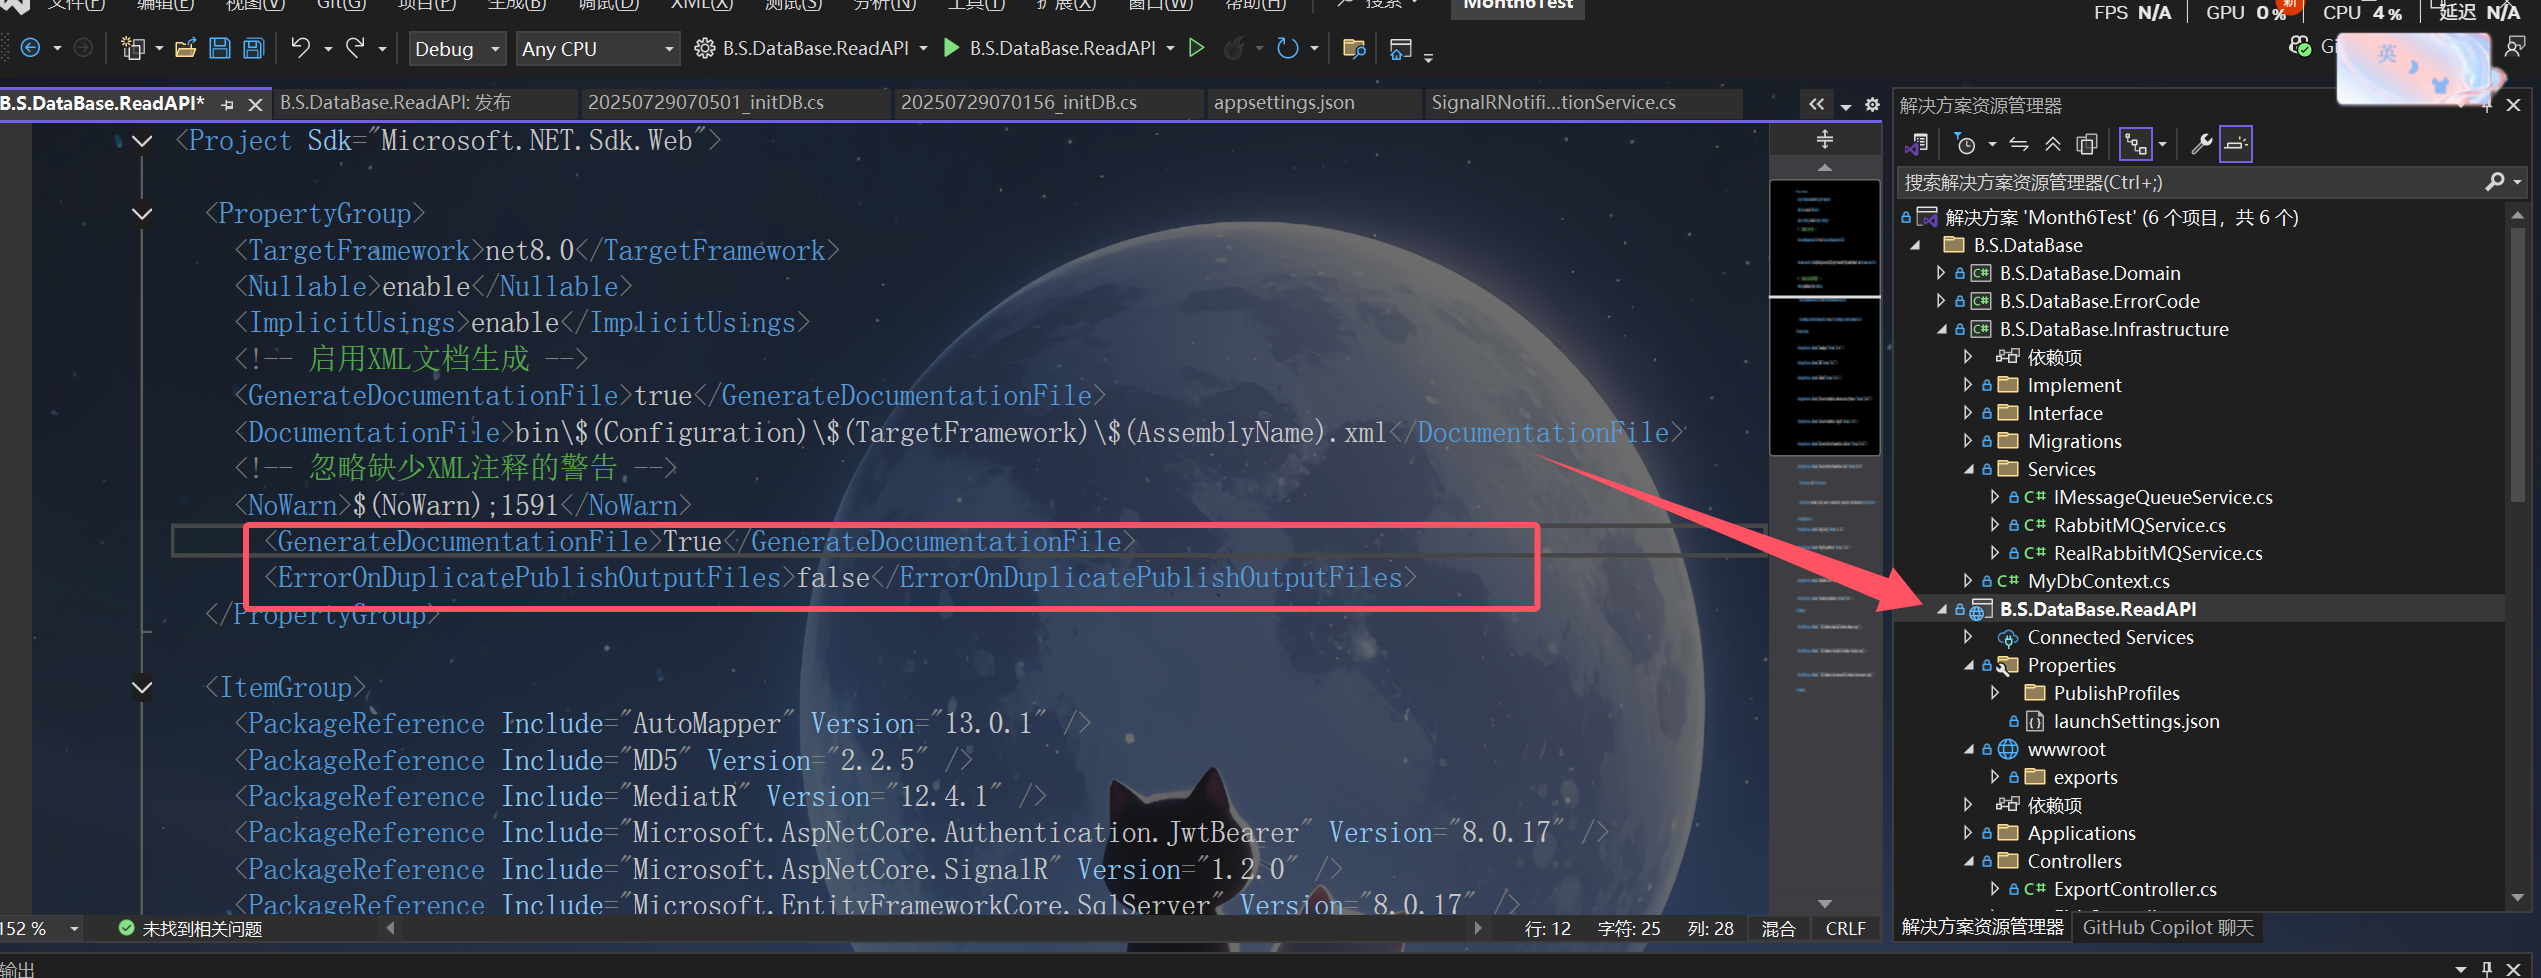 文件(F) 编辑(E) 视图(V) Git(G) 项目(P) 生成(B) 调试(D) XML(X) 测试(S) 分析(N) 工具(T) 扩展(X) 窗口(W) 帮助(H) 搜索 Month6Test
FPS N/A GPU 0% CPU 4% 延迟 N/A
新
Debug Any CPU B.S.DataBase.ReadAPI B.S.DataBase.ReadAPI
英
B.S.DataBase.ReadAPI* B.S.DataBase.ReadAPI: 发布 20250729070501_initDB.cs 20250729070156_initDB.cs appsettings.json SignalRNotifi...tionService.cs
<Project Sdk="Microsoft.NET.Sdk.Web">
<PropertyGroup>
<TargetFramework>net8.0</TargetFramework>
<Nullable>enable</Nullable>
<ImplicitUsings>enable</ImplicitUsings>
<!-- 启用XML文档生成 -->
<GenerateDocumentationFile>true</GenerateDocumentationFile>
<DocumentationFile>bin\$(Configuration)\$(TargetFramework)\$(AssemblyName).xml</DocumentationFile>
<!-- 忽略缺少XML注释的警告 -->
<NoWarn>$(NoWarn);1591</NoWarn>
<GenerateDocumentationFile>True</GenerateDocumentationFile>
<ErrorOnDuplicatePublishOutputFiles>false</ErrorOnDuplicatePublishOutputFiles>
</PropertyGroup>
<ItemGroup>
<PackageReference Include="AutoMapper" Version="13.0.1" />
<PackageReference Include="MD5" Version="2.2.5" />
<PackageReference Include="MediatR" Version="12.4.1" />
<PackageReference Include="Microsoft.AspNetCore.Authentication.JwtBearer" Version="8.0.17" />
<PackageReference Include="Microsoft.AspNetCore.SignalR" Version="1.2.0" />
<PackageReference Include="Microsoft.EntityFrameworkCore.SqlServer" Version="8.0.17" />
152 % 未找到相关问题 行: 12 字符: 25 列: 28 混合 CRLF
输出
解决方案资源管理器
搜索解决方案资源管理器(Ctrl+;)
解决方案 'Month6Test' (6 个项目，共 6 个)
B.S.DataBase
B.S.DataBase.Domain
B.S.DataBase.ErrorCode
B.S.DataBase.Infrastructure
依赖项
Implement
Interface
Migrations
Services
C# IMessageQueueService.cs
C# RabbitMQService.cs
C# RealRabbitMQService.cs
C# MyDbContext.cs
B.S.DataBase.ReadAPI
Connected Services
Properties
PublishProfiles
launchSettings.json
wwwroot
exports
依赖项
Applications
Controllers
C# ExportController.cs
解决方案资源管理器 GitHub Copilot 聊天